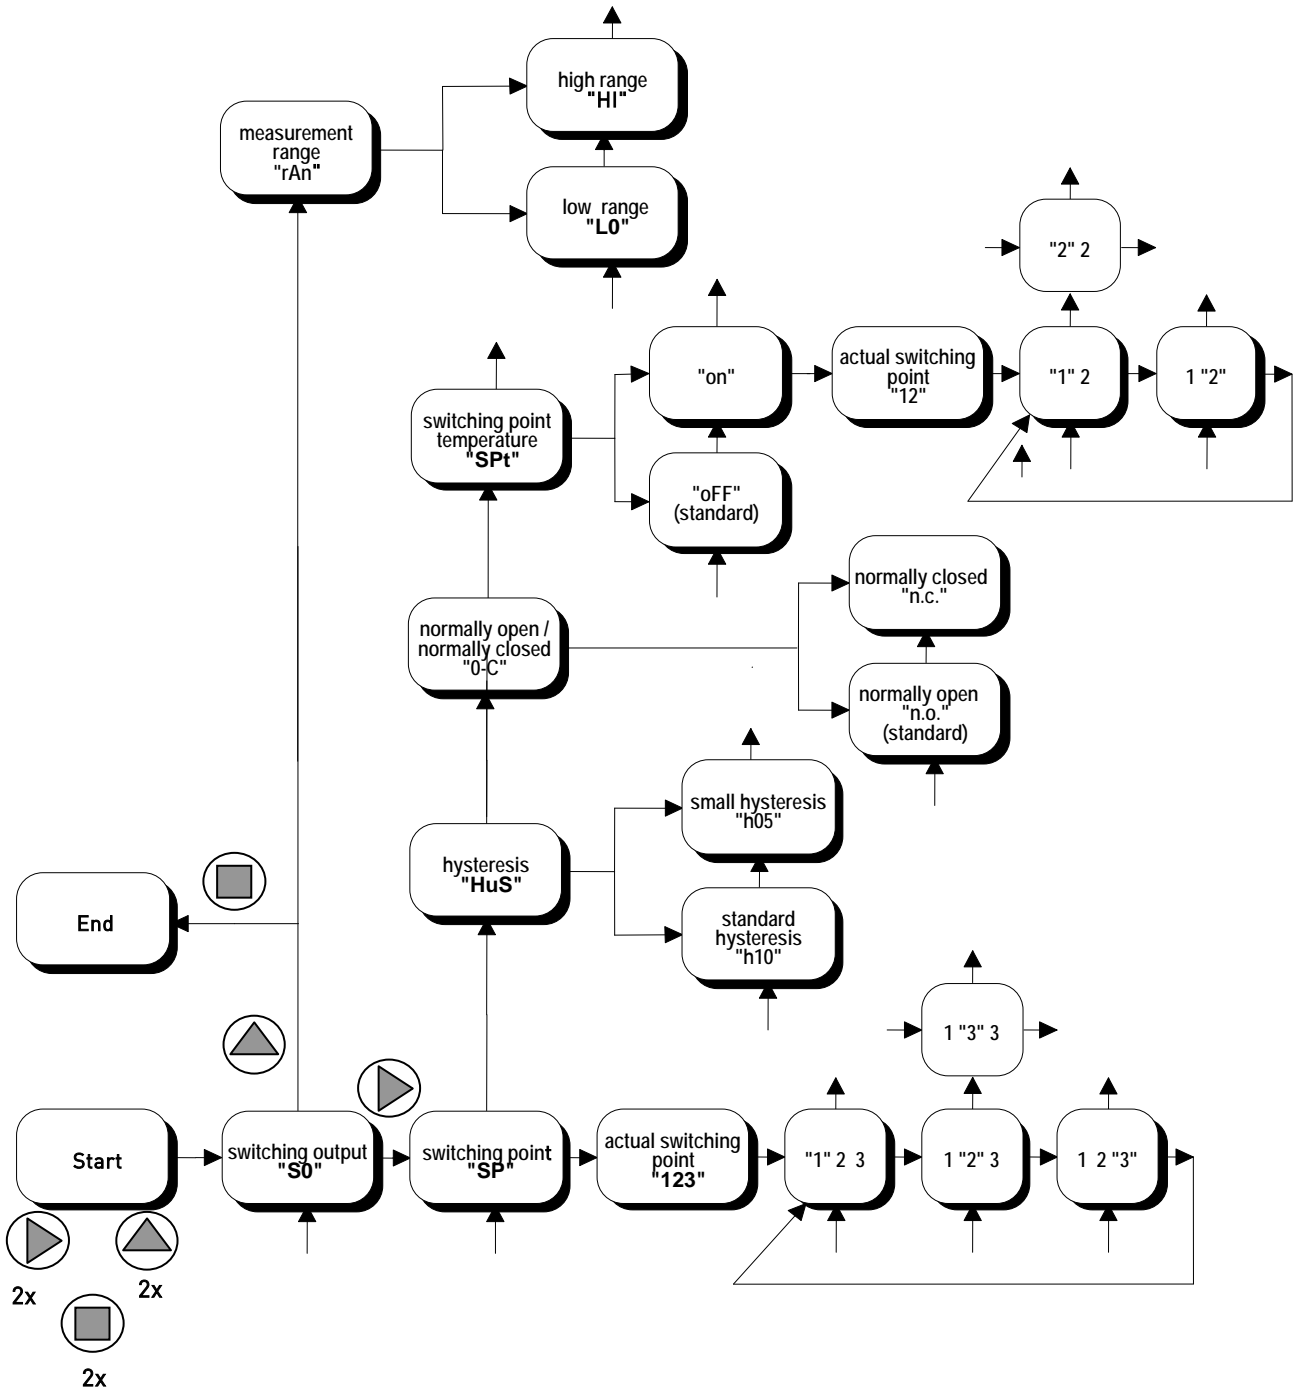 high range
"HI"
measurement
range
"rAn"
low range
"L0"
"2" 2
"on"
actual switching
point
"12"
"1" 2
1 "2"
switching point
temperature
"SPt"
"oFF"
(standard)
normally closed
"n.c."
normally open /
normally closed
"0-C"
normally open
"n.o."
(standard)
small hysteresis
"h05"
hysteresis
"HuS"
standard
hysteresis
"h10"
End
1 "3" 3
Start
switching output
"S0"
switching point
"SP"
actual switching
point
"123"
"1" 2 3
1 "2" 3
1 2 "3"
2x
2x
2x